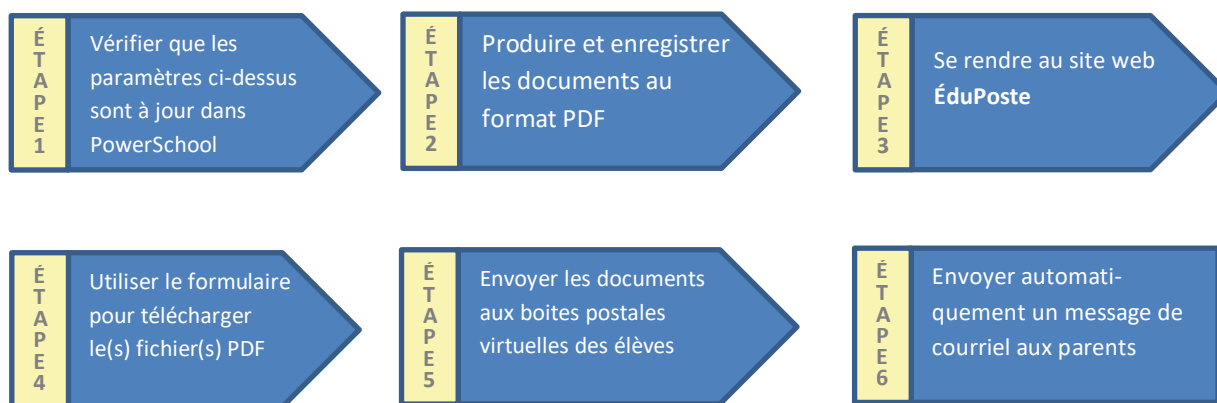 ÉTAPE1
Vérifier que les
paramètres ci-dessus
sont à jour dans
PowerSchool
ÉTAPE2
Produire et enregistrer
les documents au
format PDF
ÉTAPE3
Se rendre au site web
ÉduPoste
ÉTAPE4
Utiliser le formulaire
pour télécharger
le(s) fichier(s) PDF
ÉTAPE5
Envoyer les documents
aux boites postales
virtuelles des élèves
ÉTAPE6
Envoyer automati-
quement un message de
courriel aux parents